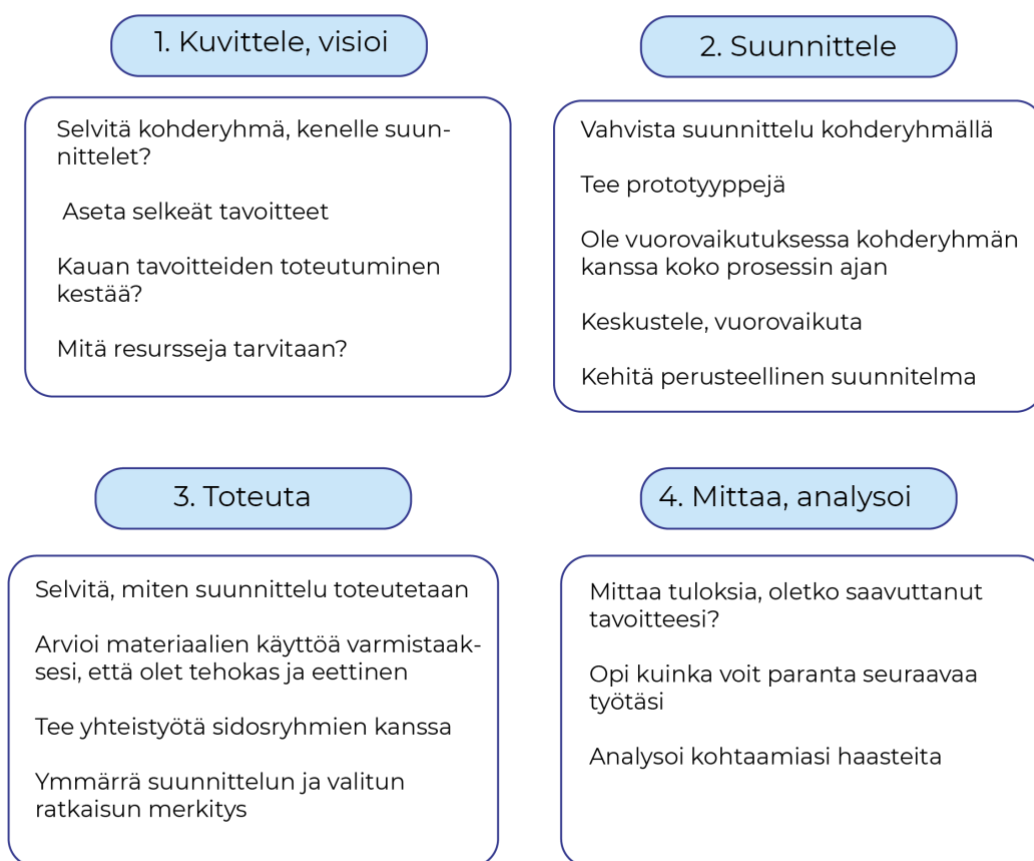 1. Kuvittele, visioi
Selvitä kohderyhmä, kenelle suun-
nittelet?
Aseta selkeät tavoitteet
Kauan tavoitteiden toteutuminen
kestää?
Mitä resursseja tarvitaan?
2. Suunnittele
Vahvista suunnittelu kohderyhmällä
Tee prototyyppejä
Ole vuorovaikutuksessa kohderyhmän
kanssa koko prosessin ajan
Keskustele, vuorovaikuta
Kehitä perusteellinen suunnitelma
3. Toteuta
Selvitä, miten suunnittelu toteutetaan
Arvioi materiaalien käyttöä varmistaak-
sesi, että olet tehokas ja eettinen
Tee yhteistyötä sidosryhmien kanssa
Ymmärrä suunnittelun ja valitun
ratkaisun merkitys
4. Mittaa, analysoi
Mittaa tuloksia, oletko saavuttanut
tavoitteesi?
Opi kuinka voit paranta seuraavaa
työtäsi
Analysoi kohtaamiasi haasteita